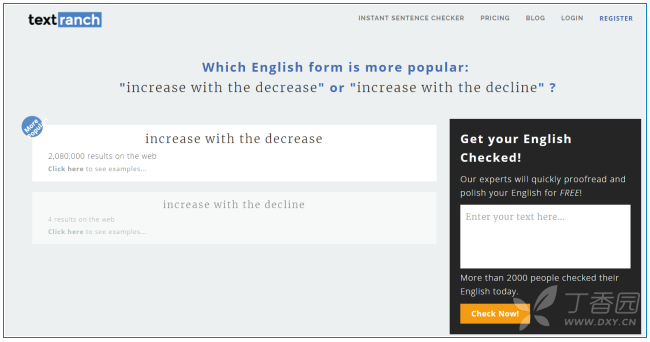 textranch
INSTANT SENTENCE CHECKER PRICING BLOG LOGIN REGISTER
Which English form is more popular:
"increase with the decrease" or "increase with the decline" ?
More
Popular
increase with the decrease
2,080,000 results on the web
Click here to see examples...
increase with the decline
4 results on the web
Click here to see examples...
Get your English
Checked!
Our experts will quickly proofread and
polish your English for FREE!
Enter your text here...
More than 2000 people checked their
English today.
Check Now!
丁香园
WWW.DXY.CN